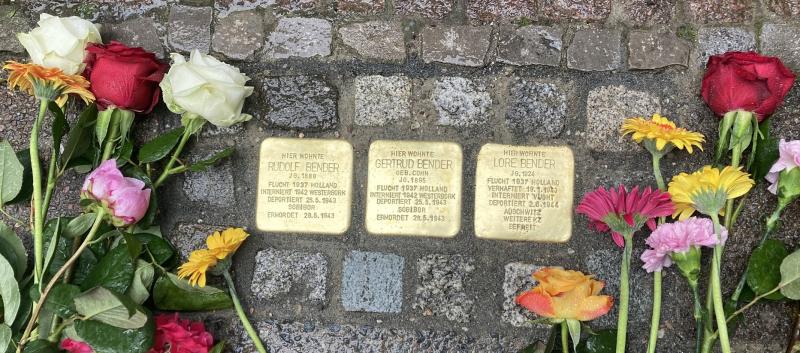 HIER WOHNTE
RUDOLF BENDER
JG. 1880
FLUCHT 1937 HOLLAND
INTERNIERT 1942 WESTERBORK
DEPORTIERT 25.5.1943
SOBIBOR
ERMORDET 28.5.1943
HIER WOHNTE
GERTRUD BENDER
GEB. COHN
JG. 1895
FLUCHT 1937 HOLLAND
INTERNIERT 1942 WESTERBORK
DEPORTIERT 25.5.1943
SOBIBOR
ERMORDET 28.5.1943
HIER WOHNTE
LORE BENDER
JG. 1924
FLUCHT 1937 HOLLAND
VERHAFTET 19.1.1943
INTERNIERT VUGHT
DEPORTIERT 3.6.1944
AUSCHWITZ
WEITERE KZ
BEFREIT